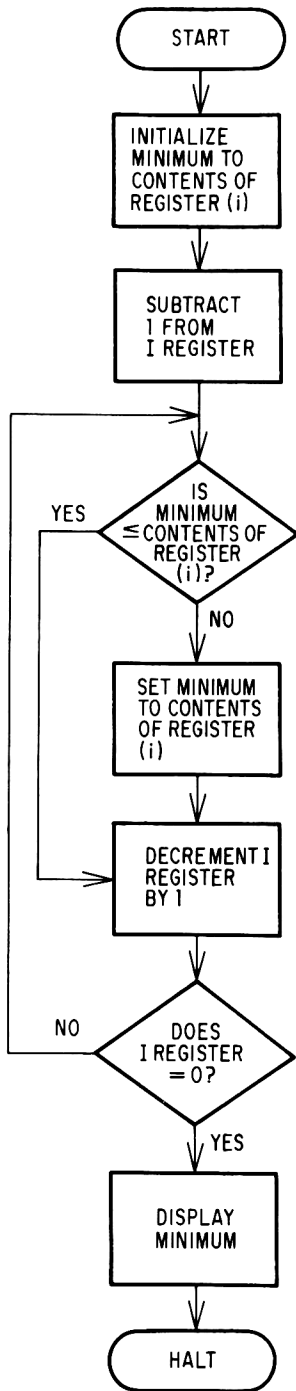 START
INITIALIZE
MINIMUM TO
CONTENTS OF
REGISTER (i)
SUBTRACT
1 FROM
I REGISTER
IS
MINIMUM
≤ CONTENTS OF
REGISTER
(i)?
YES
NO
SET MINIMUM
TO CONTENTS
OF REGISTER
(i)
DECREMENT I
REGISTER
BY 1
DOES
I REGISTER
= 0?
NO
YES
DISPLAY
MINIMUM
HALT